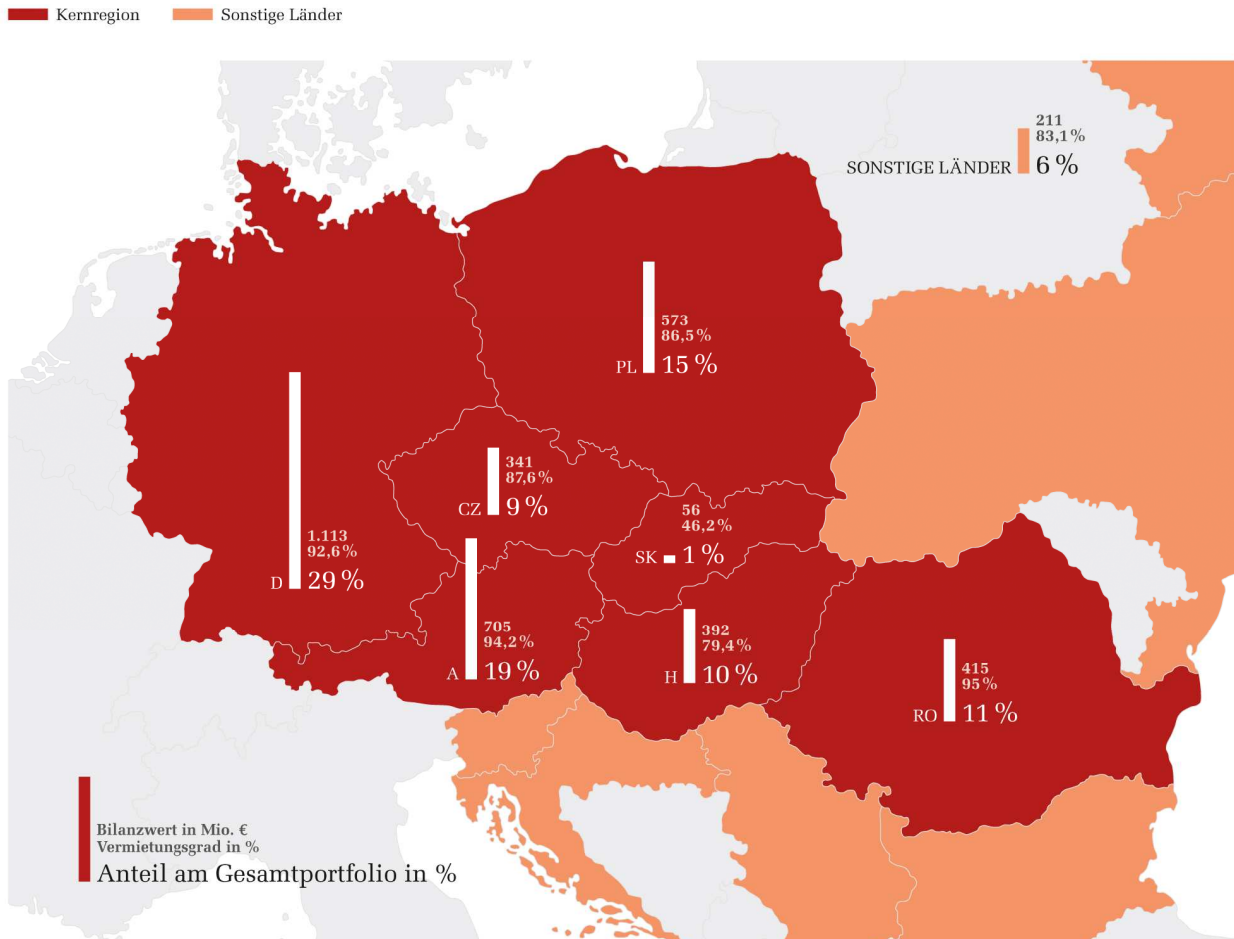 Kernregion
Sonstige Länder
211
83,1 %
SONSTIGE LÄNDER 6 %
573
86,5 %
PL 15 %
341
87,6 %
CZ 9 %
56
46,2 %
SK 1 %
1.113
92,6 %
D 29 %
705
94,2 %
A 19 %
392
79,4 %
H 10 %
415
95 %
RO 11 %
Bilanzwert in Mio. €
Vermietungsgrad in %
Anteil am Gesamtportfolio in %